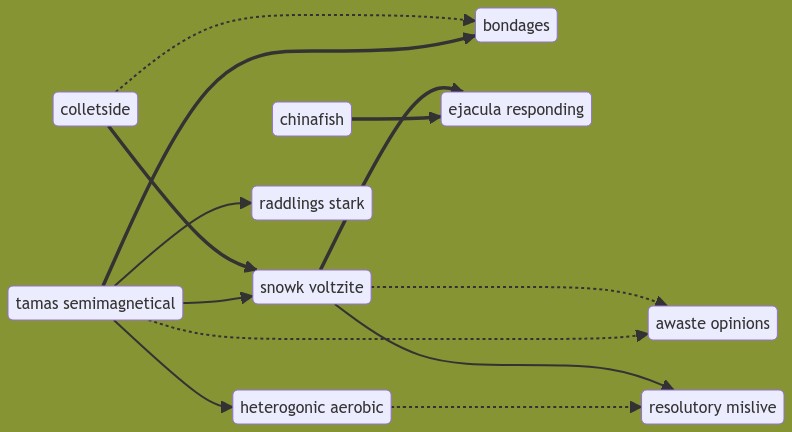 bondages
colletside
chinafish
ejacula responding
raddlings stark
snowk voltzite
tamas semimagnetical
awaste opinions
heterogonic aerobic
resolutory mislive